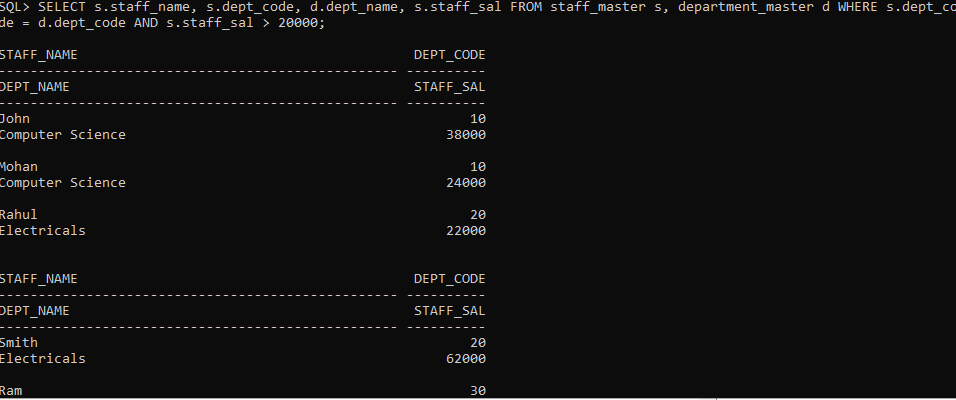 SQL> SELECT s.staff_name, s.dept_code, d.dept_name, s.staff_sal FROM staff_master s, department_master d WHERE s.dept_co
de = d.dept_code AND s.staff_sal > 20000;
STAFF_NAME DEPT_CODE
-------------------------------------------------- ----------
DEPT_NAME STAFF_SAL
-------------------------------------------------- ----------
John 10
Computer Science 38000
Mohan 10
Computer Science 24000
Rahul 20
Electricals 22000
STAFF_NAME DEPT_CODE
-------------------------------------------------- ----------
DEPT_NAME STAFF_SAL
-------------------------------------------------- ----------
Smith 20
Electricals 62000
Ram 30